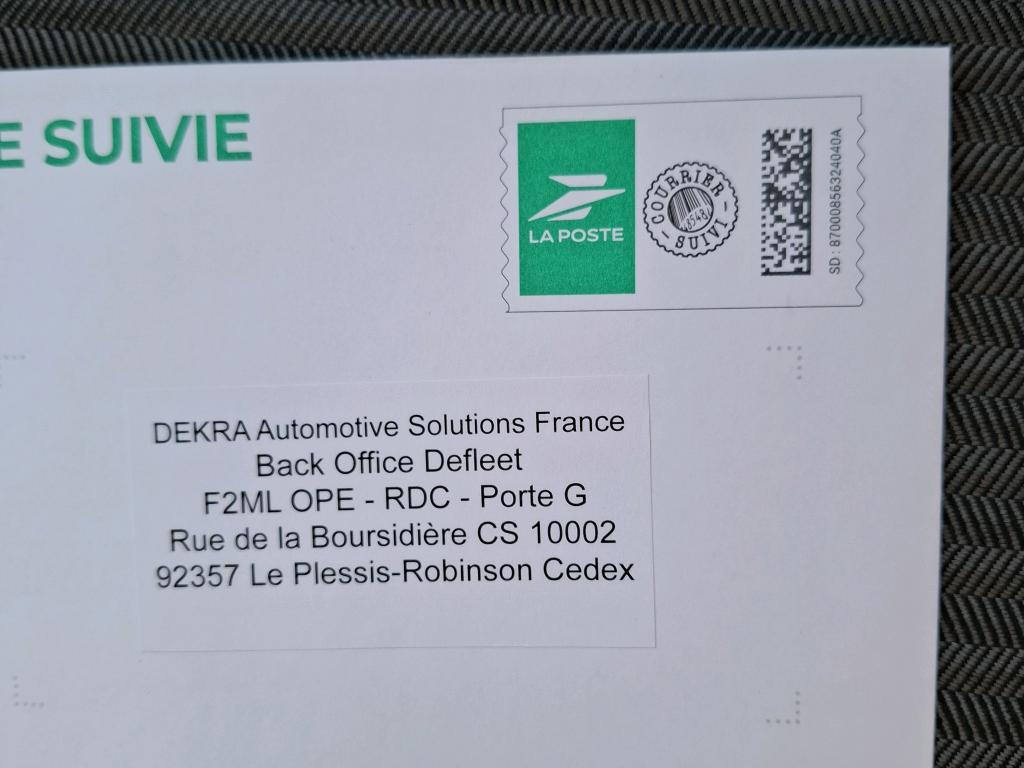 E SUIVIE
LA POSTE
COURRIER
SUIVI
SD : 87000856324040A
DEKRA Automotive Solutions France
Back Office Defleet
F2ML OPE - RDC - Porte G
Rue de la Boursidière CS 10002
92357 Le Plessis-Robinson Cedex